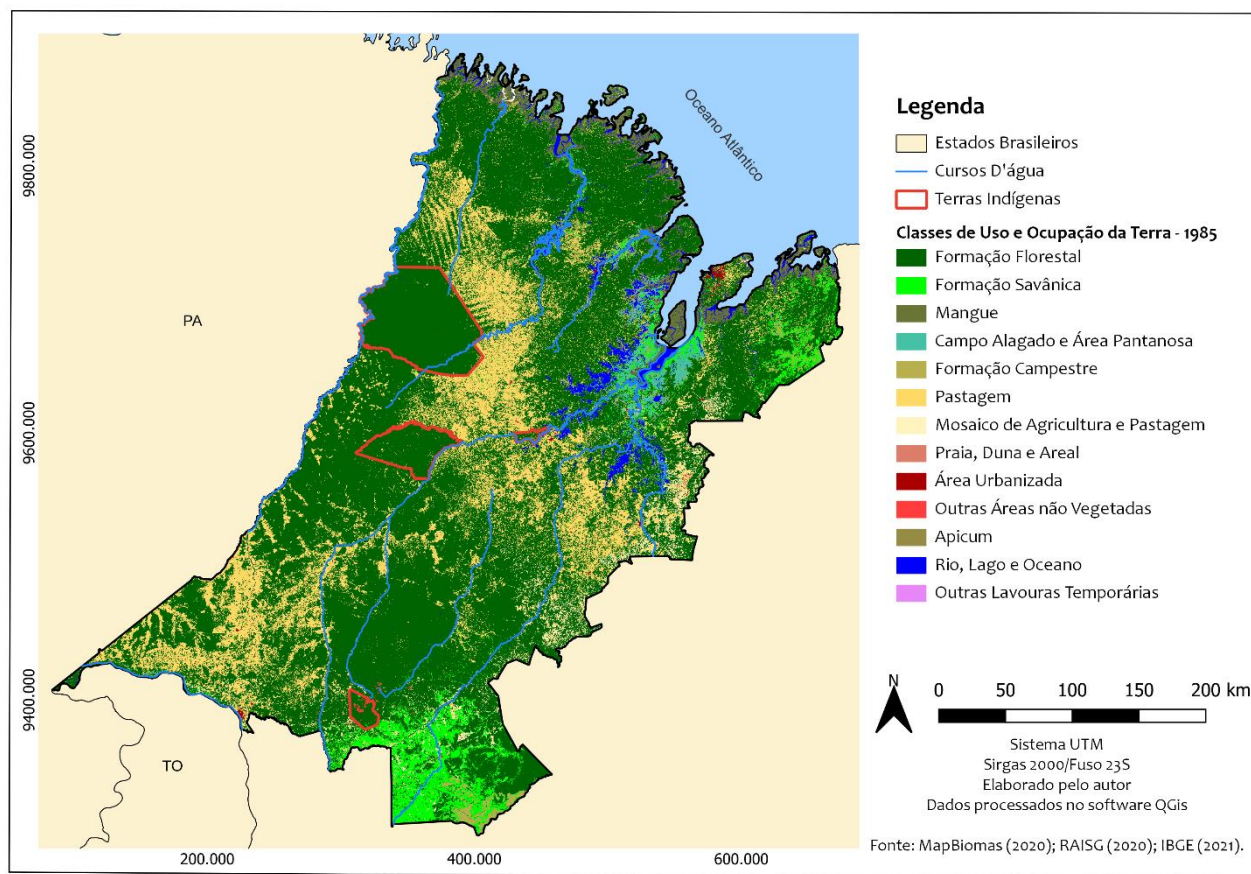 Oceano Atlântico
PA
TO
9800.000
9600.000
9400.000
200.000
400.000
600.000
Legenda
Estados Brasileiros
Cursos D'água
Terras Indígenas
Classes de Uso e Ocupação da Terra - 1985
Formação Florestal
Formação Savânica
Mangue
Campo Alagado e Área Pantanosa
Formação Campestre
Pastagem
Mosaico de Agricultura e Pastagem
Praia, Duna e Areal
Área Urbanizada
Outras Áreas não Vegetadas
Apicum
Rio, Lago e Oceano
Outras Lavouras Temporárias
N
0 50 100 150 200 km
Sistema UTM
Sirgas 2000/Fuso 23S
Elaborado pelo autor
Dados processados no software QGis
Fonte: MapBiomas (2020); RAISG (2020); IBGE (2021).